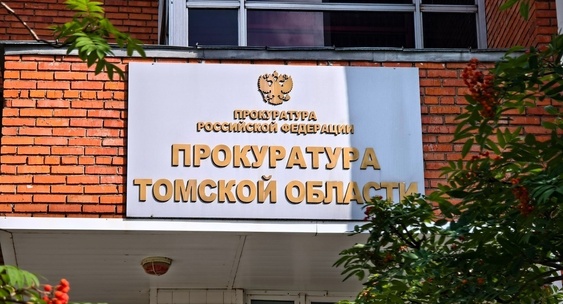 ПРОКУРАТУРА
РОССИЙСКОЙ ФЕДЕРАЦИИ
ПРОКУРАТУРА
ТОМСКОЙ ОБЛАСТИ